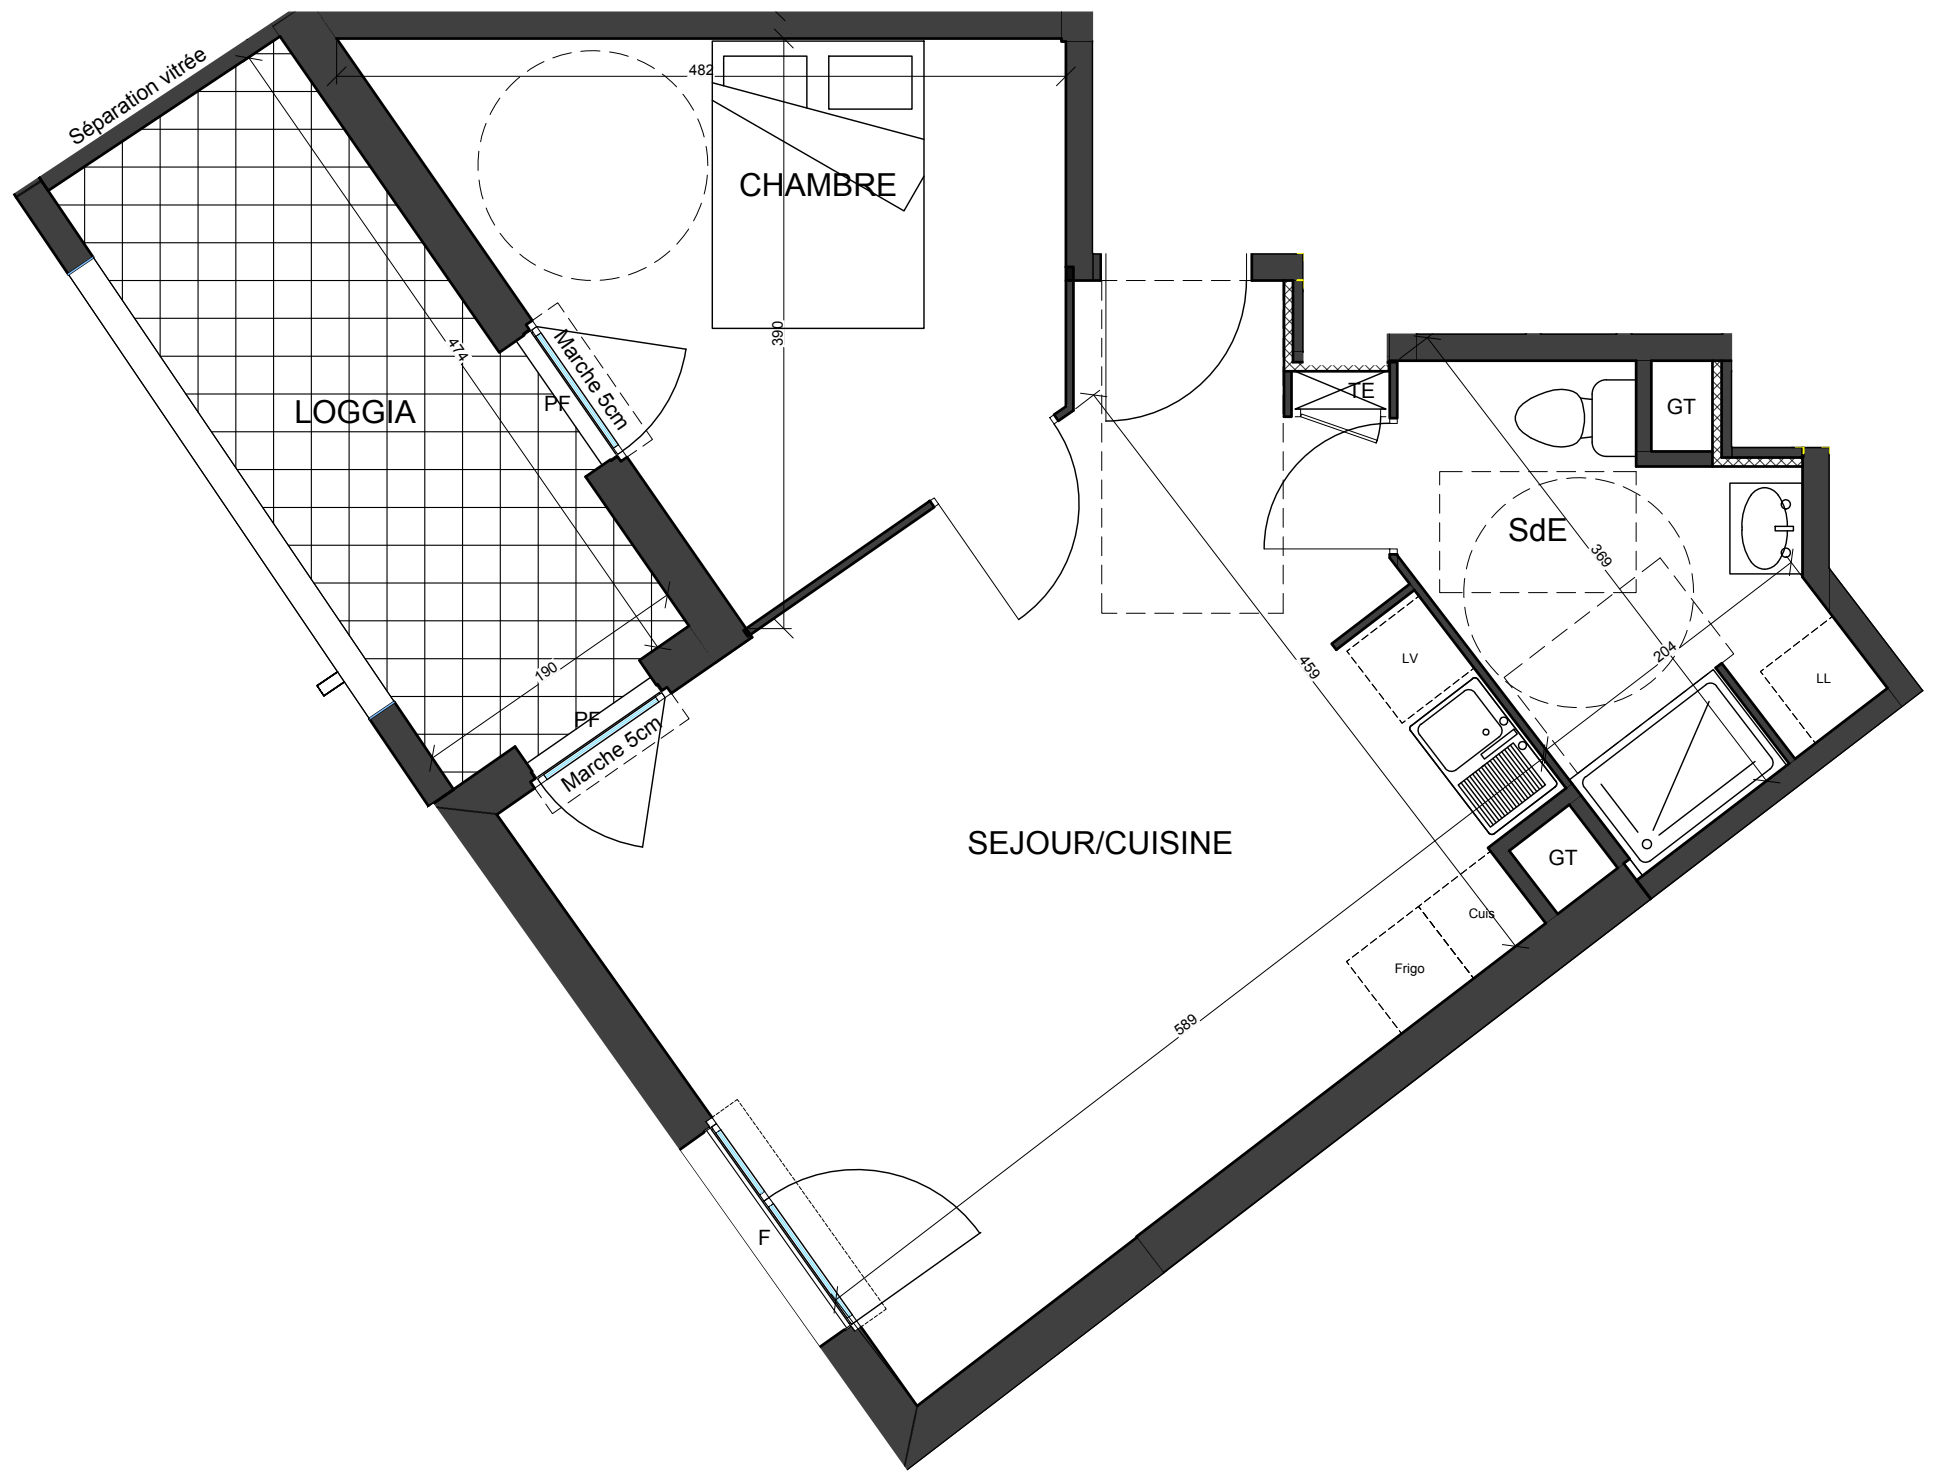 Séparation vitrée
482
CHAMBRE
390
474
Marche 5cm
PF
LOGGIA
TE
GT
SdE
369
204
LL
190
PF
Marche 5cm
459
LV
SEJOUR/CUISINE
GT
Cuis
Frigo
589
F